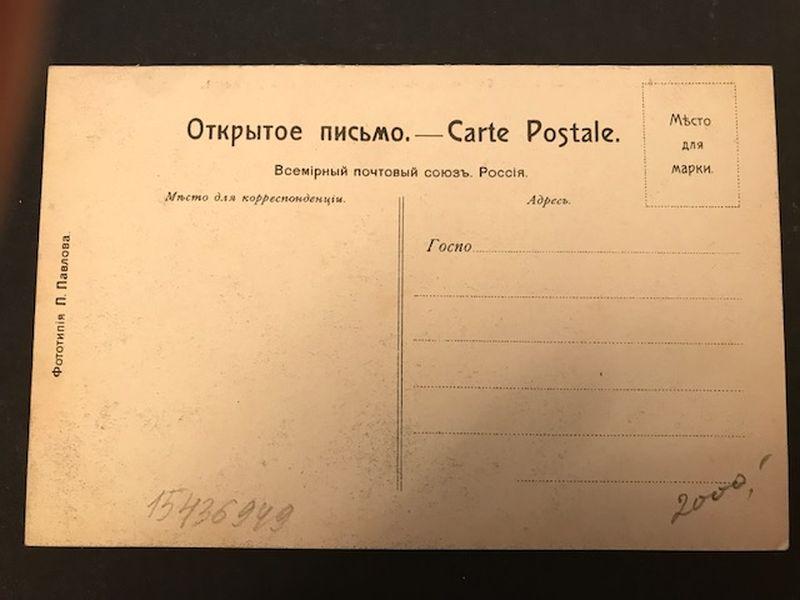 Открытое письмо. — Carte Postale.
Всемірный почтовый союзъ. Россія.
Мѣсто
для
марки.
Мѣсто для корреспонденціи.
Адресъ.
Госпо
Фототипія П. Павлова.
15436949
2000,